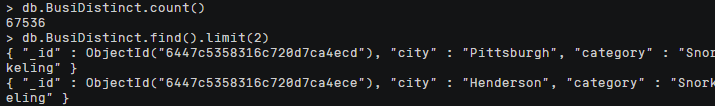 > db.BusiDistinct.count()
67536
> db.BusiDistinct.find().limit(2)
{ "_id" : ObjectId("6447c5358316c720d7ca4ecd"), "city" : "Pittsburgh", "category" : "Snor
keling" }
{ "_id" : ObjectId("6447c5358316c720d7ca4ece"), "city" : "Henderson", "category" : "Snork
eling" }